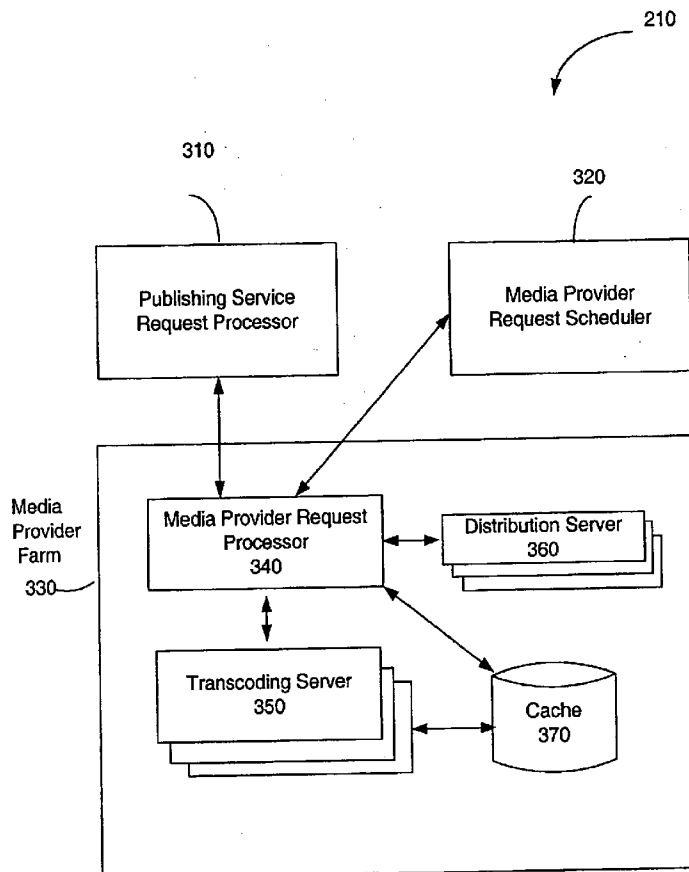 210
310
320
Publishing Service
Request Processor
Media Provider
Request Scheduler
Media
Provider
Farm
330
Media Provider Request
Processor
340
Distribution Server
360
Transcoding Server
350
Cache
370